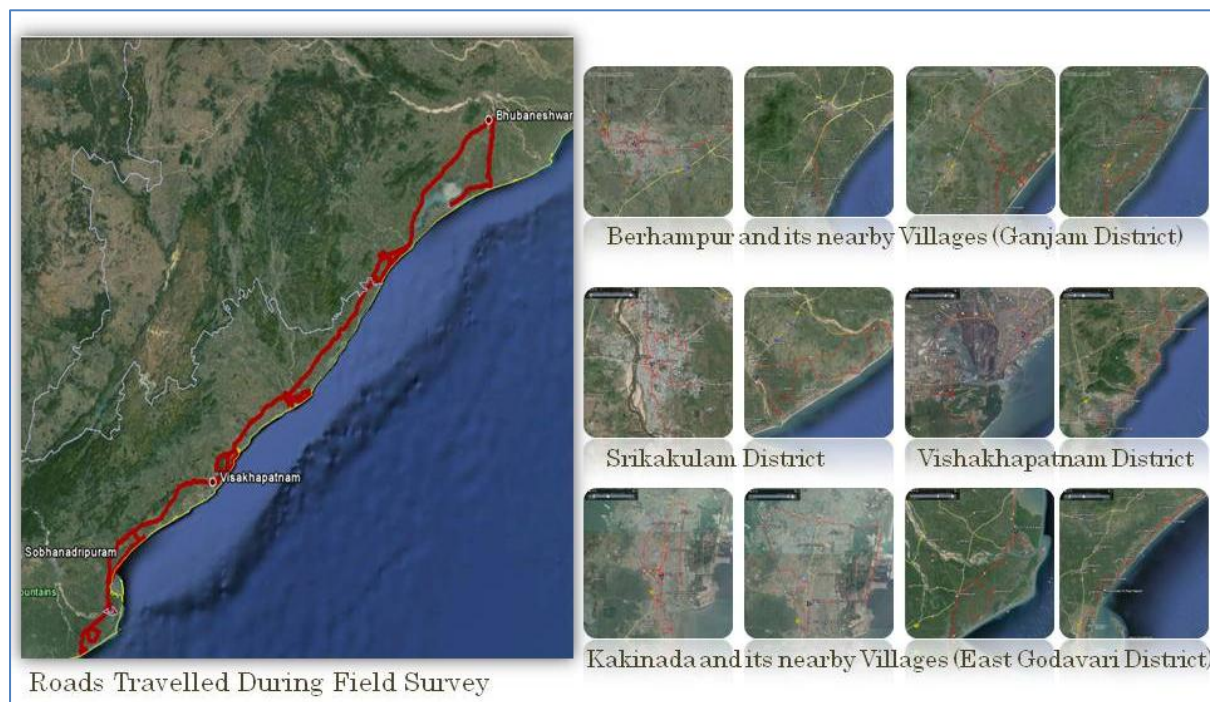 Bhubaneshwar
Visakhapatnam
Sobhanadripuram
ountains
Roads Travelled During Field Survey
Berhampur and its nearby Villages (Ganjam District)
Srikakulam District
Vishakhapatnam District
Kakinada and its nearby Villages (East Godavari District)